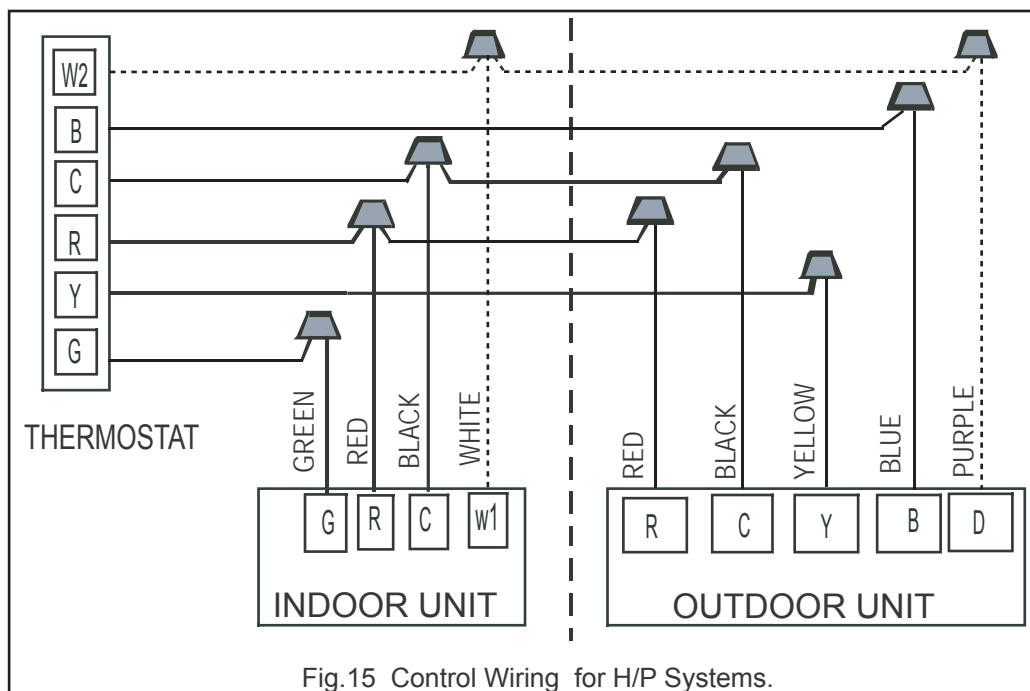 W2
B
C
R
Y
G
THERMOSTAT
GREEN
RED
BLACK
WHITE
RED
BLACK
YELLOW
BLUE
PURPLE
G R C w1
R C Y B D
INDOOR UNIT
OUTDOOR UNIT
Fig.15 Control Wiring for H/P Systems.